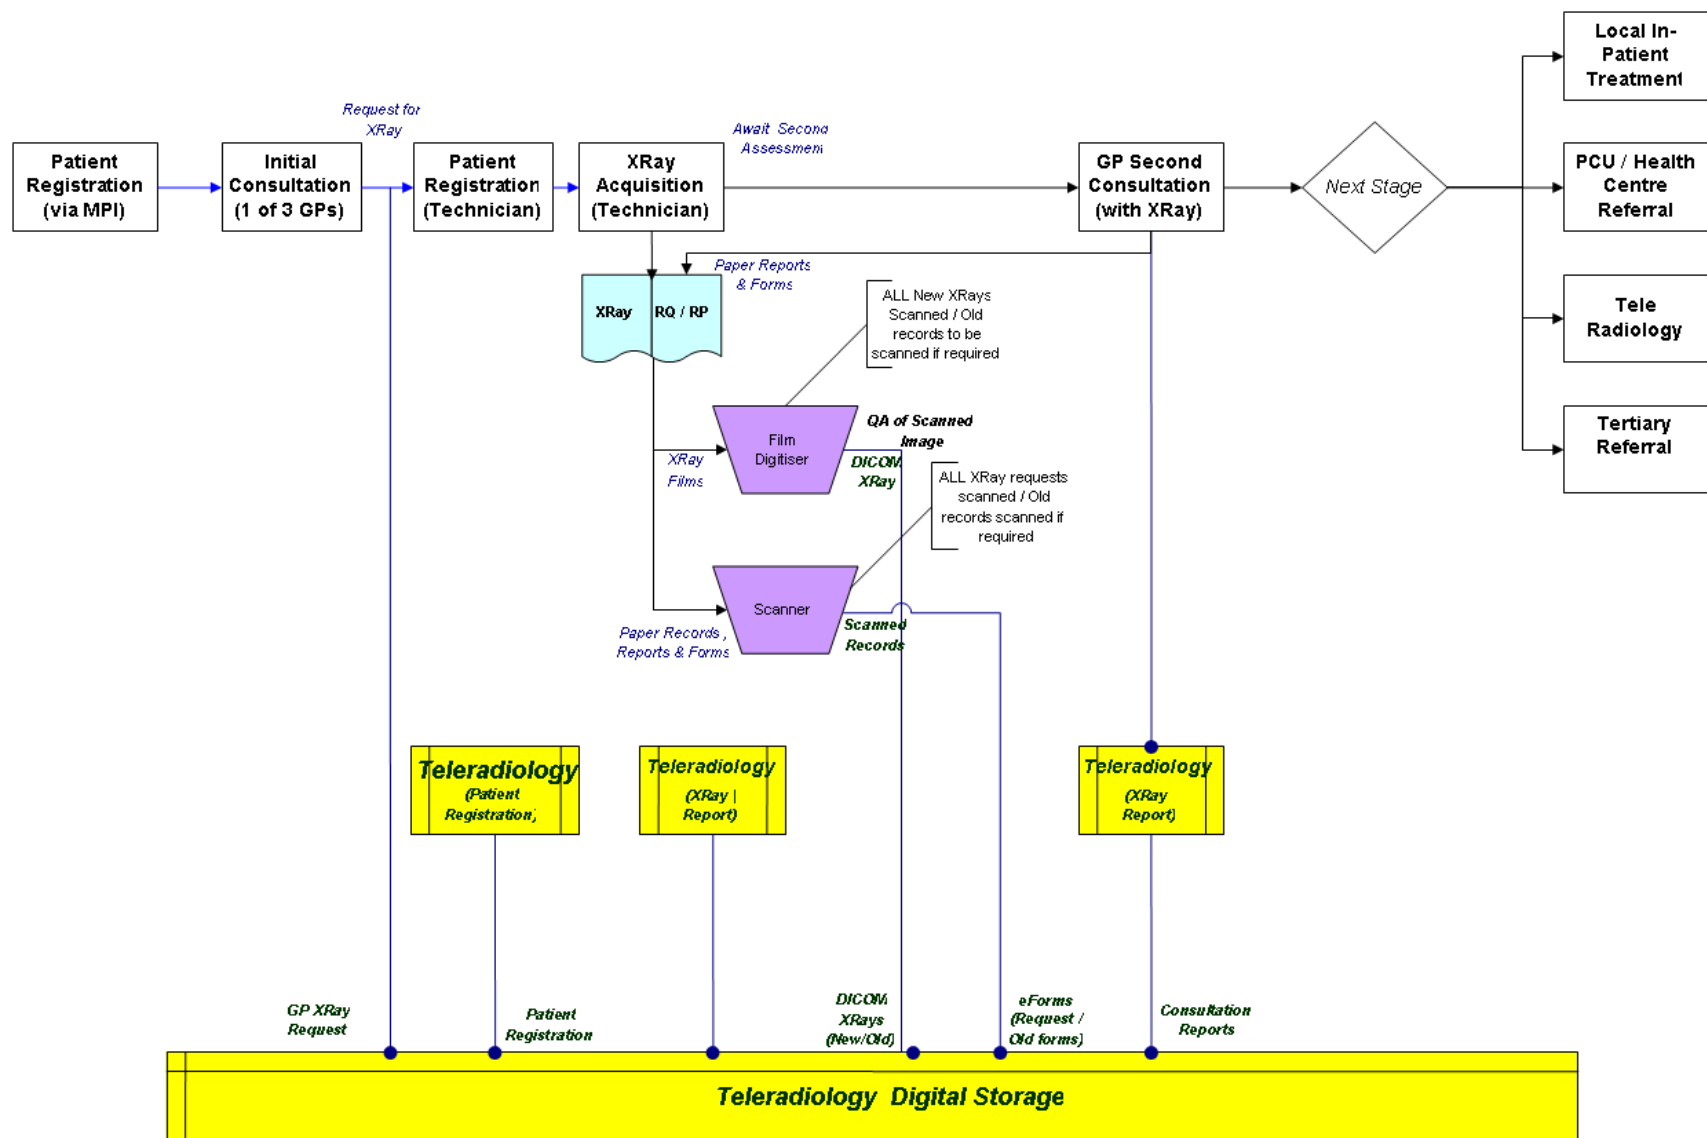 Local In-
Patient
Treatment
Request for
XRay
Await Second
Assessment
Patient
Registration
(via MPI)
Initial
Consultation
(1 of 3 GPs)
Patient
Registration
(Technician)
XRay
Acquisition
(Technician)
GP Second
Consultation
(with XRay)
Next Stage
PCU / Health
Centre
Referral
Paper Reports
& Forms
XRay
RQ / RP
ALL New XRays
Scanned / Old
records to be
scanned if required
Tele
Radiology
Film
Digitiser
QA of Scanned
Image
DICOM
XRay
XRay
Films
Tertiary
Referral
ALL XRay requests
scanned / Old
records scanned if
required
Scanner
Scanned
Records
Paper Records ,
Reports & Forms
Teleradiology
(Patient
Registration)
Teleradiology
(XRay |
Report)
Teleradiology
(XRay
Report)
GP XRay
Request
Patient
Registration
DICOM
XRays
(New/Old)
eForms
(Request /
Old forms)
Consultation
Reports
Teleradiology Digital Storage